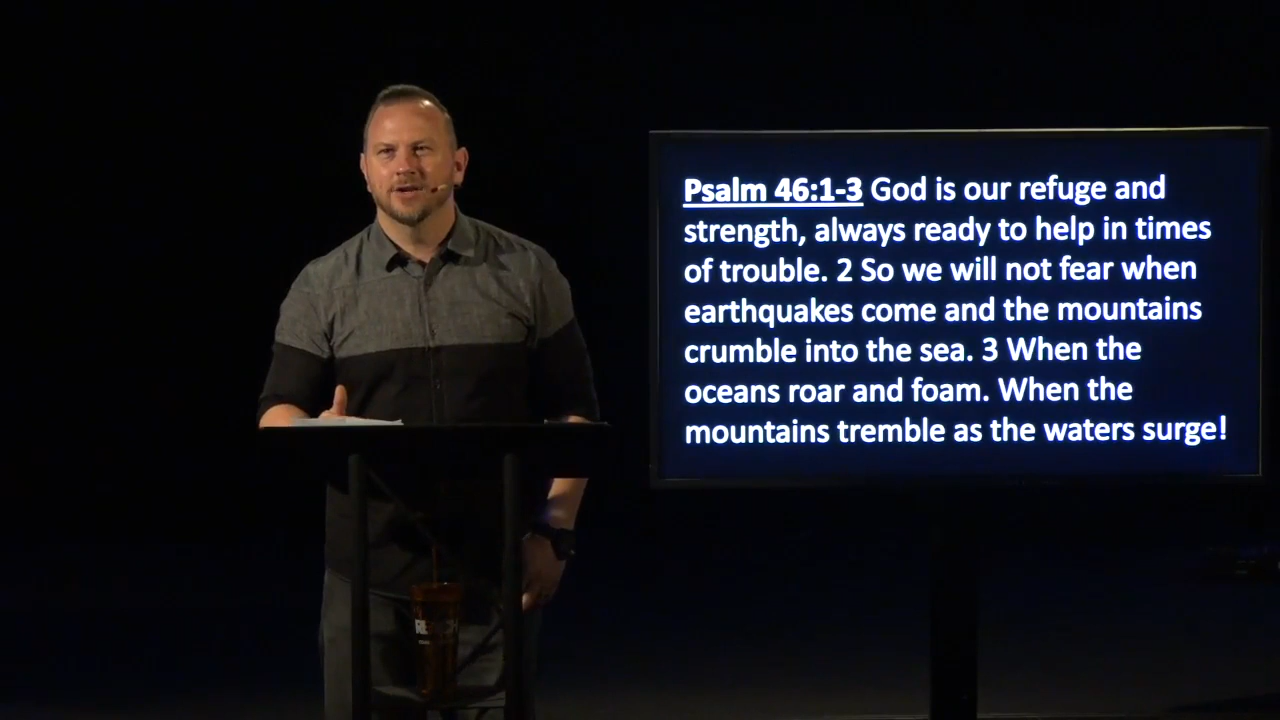 Psalm 46:1-3 God is our refuge and
strength, always ready to help in times
of trouble. 2 So we will not fear when
earthquakes come and the mountains
crumble into the sea. 3 When the
oceans roar and foam. When the
mountains tremble as the waters surge!